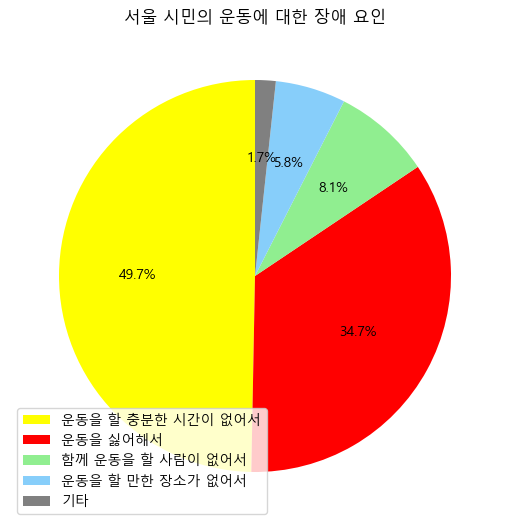 서울 시민의 운동에 대한 장애 요인
1.7%
5.8%
8.1%
49.7%
34.7%
운동을 할 충분한 시간이 없어서
운동을 싫어해서
함께 운동을 할 사람이 없어서
운동을 할 만한 장소가 없어서
기타